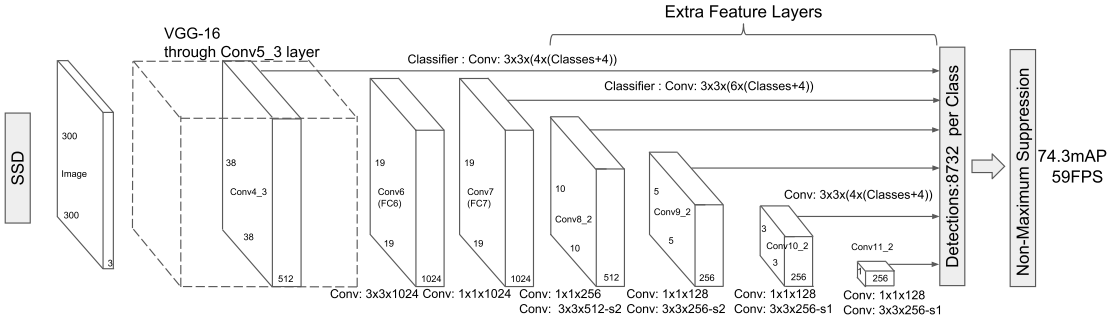 Extra Feature Layers
VGG-16
through Conv5_3 layer
Classifier : Conv: 3x3x(4x(Classes+4))
Classifier : Conv: 3x3x(6x(Classes+4))
SSD
300
Image
300
3
38
Conv4_3
38
512
19
Conv6
(FC6)
19
1024
19
Conv7
(FC7)
19
1024
10
Conv8_2
10
512
5
Conv9_2
5
256
Conv: 3x3x(4x(Classes+4))
3
Conv10_2
3
256
Conv11_2
1
256
Detections:8732 per Class
Non-Maximum Suppression
74.3mAP
59FPS
Conv: 3x3x1024
Conv: 1x1x1024
Conv: 1x1x256
Conv: 3x3x512-s2
Conv: 1x1x128
Conv: 3x3x256-s2
Conv: 1x1x128
Conv: 3x3x256-s1
Conv: 1x1x128
Conv: 3x3x256-s1